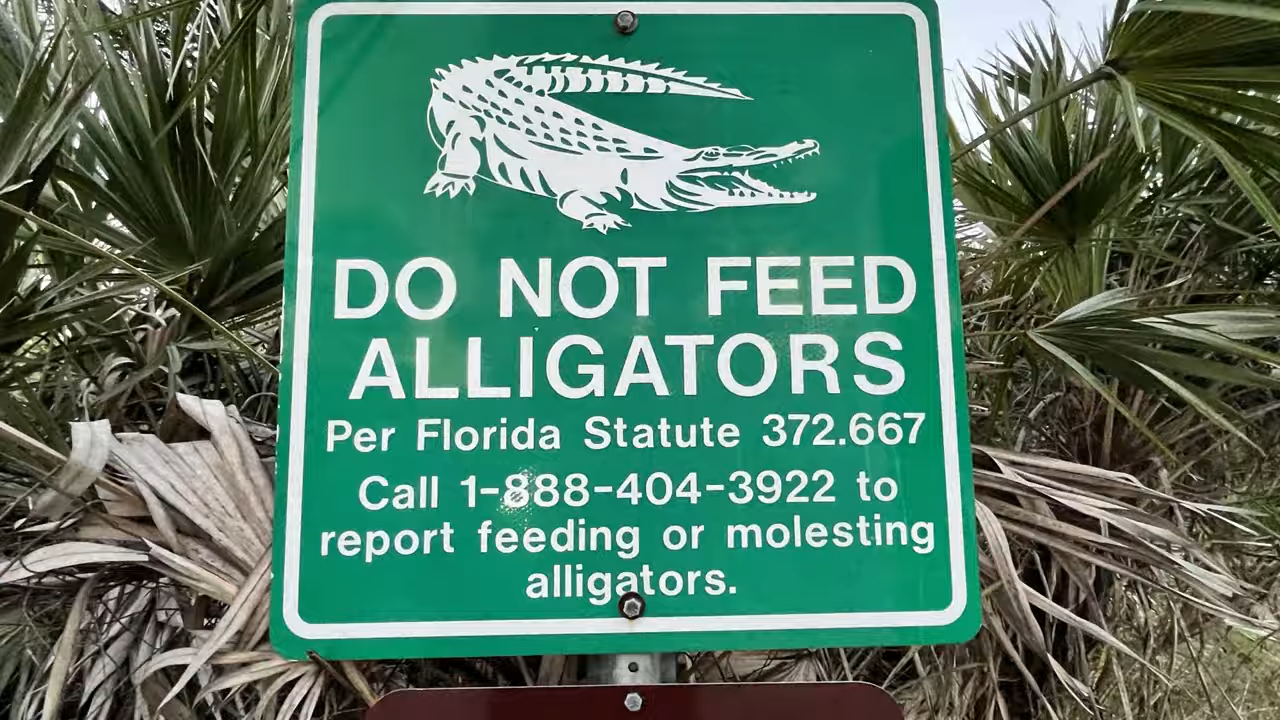 DO NOT FEED
ALLIGATORS
Per Florida Statute 372.667
Call 1-888-404-3922 to
report feeding or molesting
alligators.